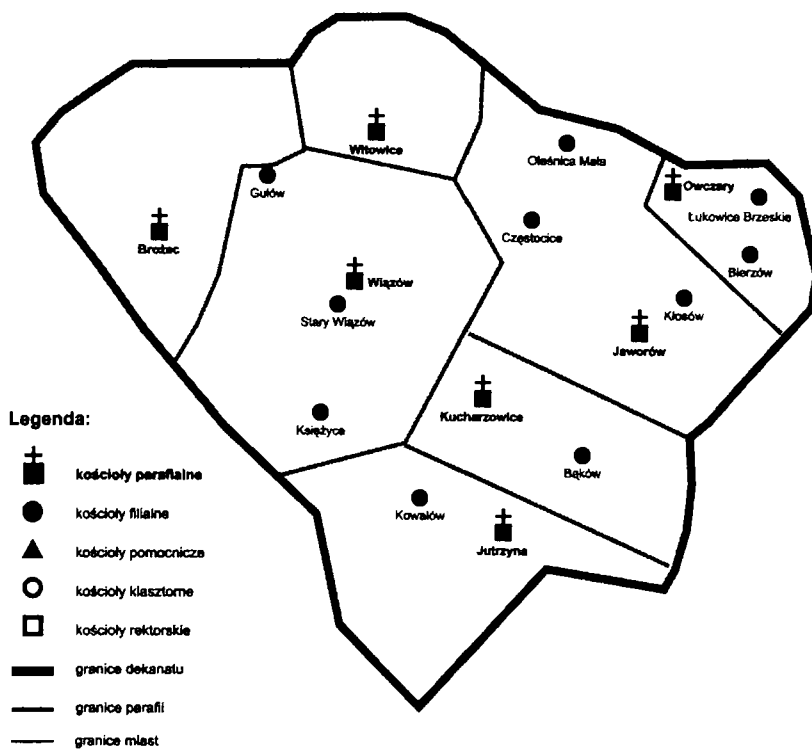 Witowice
Oleśnica Mała
Gułów
Owczary
Łukowice Brzeskie
Częstocice
Brożec
Bierzów
Wiązów
Stary Wiązów
Kłosów
Jaworów
Księżyce
Kucharzowice
Bąków
Kowalów
Jutrzyna
Legenda:
kościoły parafialne
kościoły filialne
kościoły pomocnicze
kościoły klasztorne
kościoły rektorskie
granice dekanatu
granice parafii
granice miast